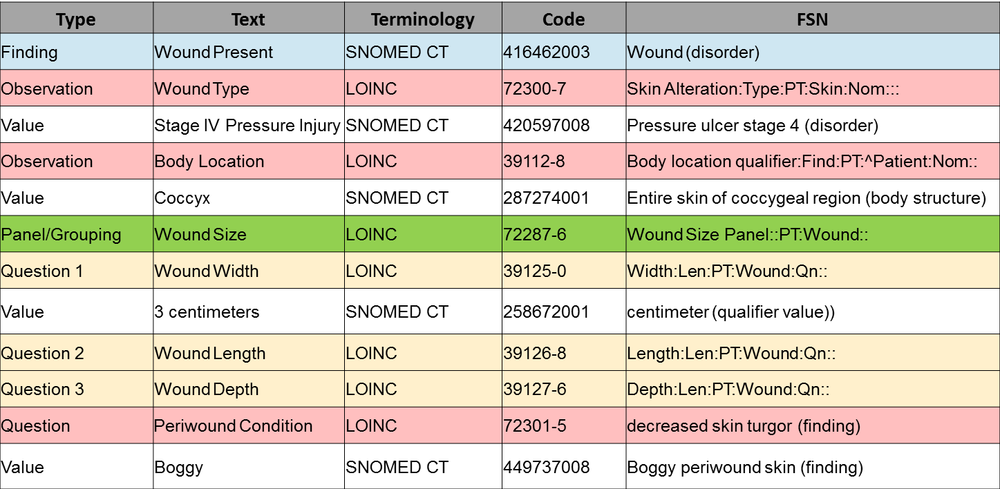 Type Text Terminology Code FSN
Finding Wound Present SNOMED CT 416462003 Wound (disorder)
Observation Wound Type LOINC 72300-7 Skin Alteration:Type:PT:Skin:Nom:::
Value Stage IV Pressure Injury SNOMED CT 420597008 Pressure ulcer stage 4 (disorder)
Observation Body Location LOINC 39112-8 Body location qualifier:Find:PT:^Patient:Nom::
Value Coccyx SNOMED CT 287274001 Entire skin of coccygeal region (body structure)
Panel/Grouping Wound Size LOINC 72287-6 Wound Size Panel::PT:Wound::
Question 1 Wound Width LOINC 39125-0 Width:Len:PT:Wound:Qn::
Value 3 centimeters SNOMED CT 258672001 centimeter (qualifier value))
Question 2 Wound Length LOINC 39126-8 Length:Len:PT:Wound:Qn::
Question 3 Wound Depth LOINC 39127-6 Depth:Len:PT:Wound:Qn::
Question Periwound Condition LOINC 72301-5 decreased skin turgor (finding)
Value Boggy SNOMED CT 449737008 Boggy periwound skin (finding)